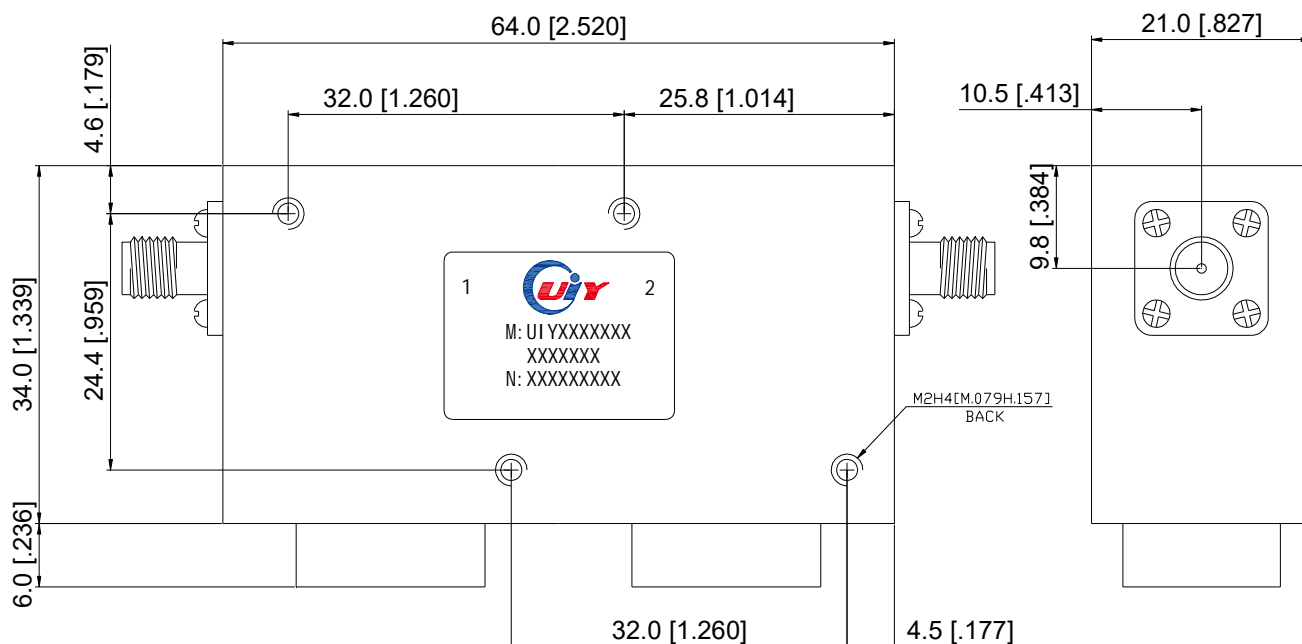 64.0 [2.520]
21.0 [.827]
32.0 [1.260]
25.8 [1.014]
10.5 [.413]
4.6 [.179]
9.8 [.384]
34.0 [1.339]
24.4 [.959]
1
UiY
2
M: UIYXXXXXXX
XXXXXXX
N: XXXXXXXXX
M2H4[M.079H.157]
BACK
6.0 [.236]
32.0 [1.260]
4.5 [.177]